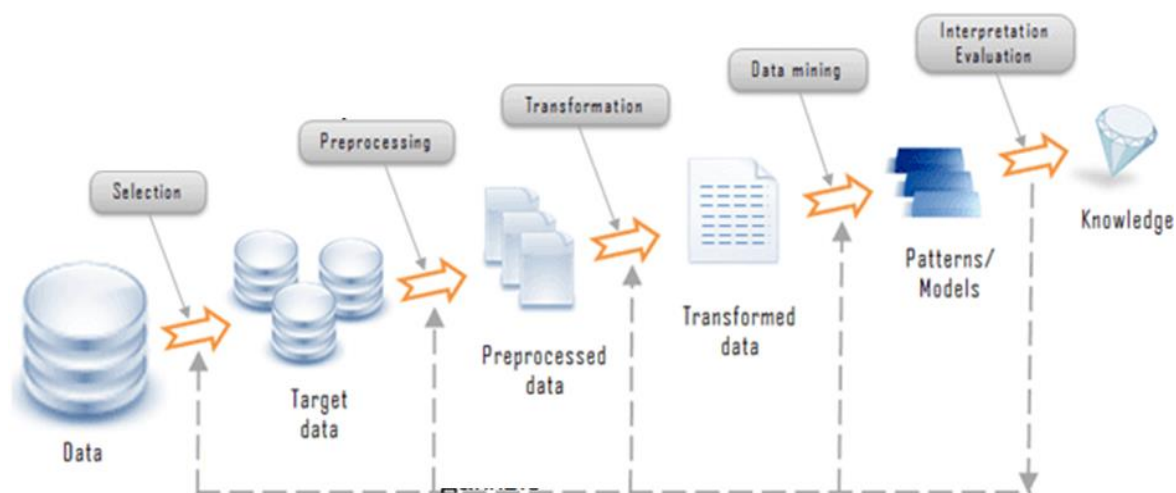 Interpretation
Evaluation
Data mining
Transformation
Preprocessing
Selection
Knowledge
Patterns/
Models
Transformed
data
Preprocessed
data
Target
data
Data